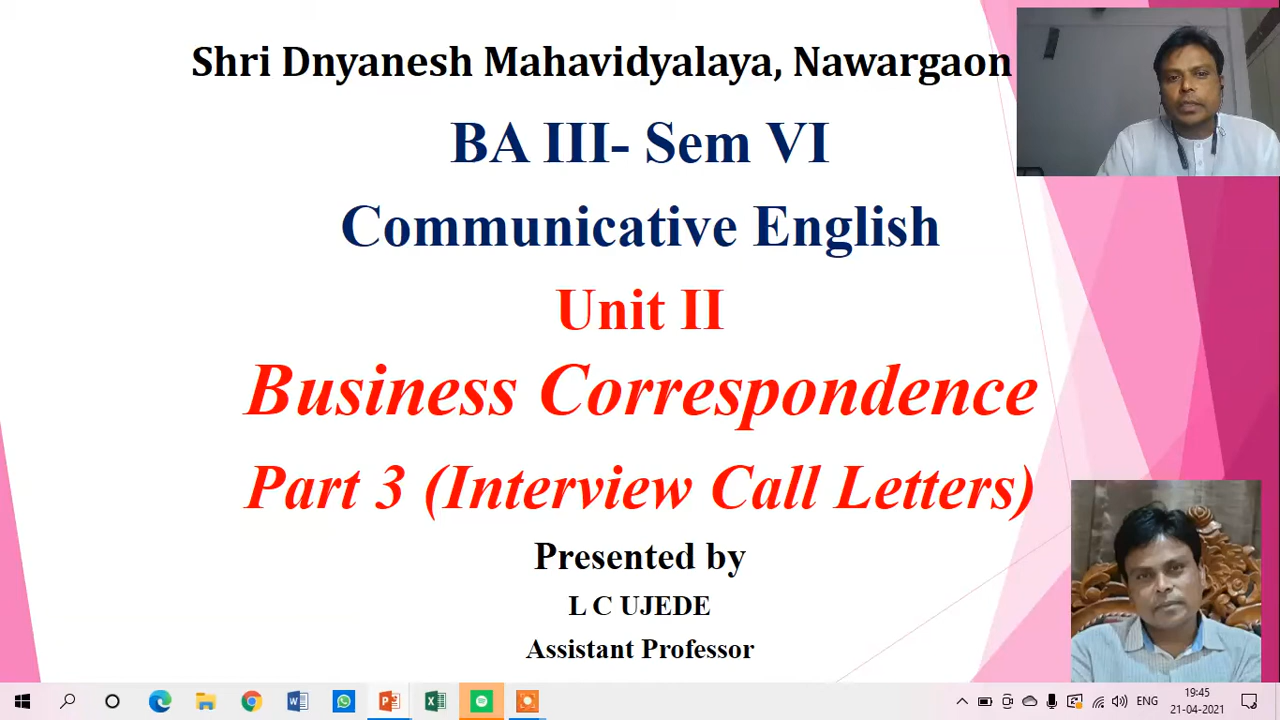 Shri Dnyanesh Mahavidyalaya, Nawargaon
BA III- Sem VI
Communicative English
Unit II
Business Correspondence
Part 3 (Interview Call Letters)
Presented by
L C UJEDE
Assistant Professor
ENG
19:45
21-04-2021